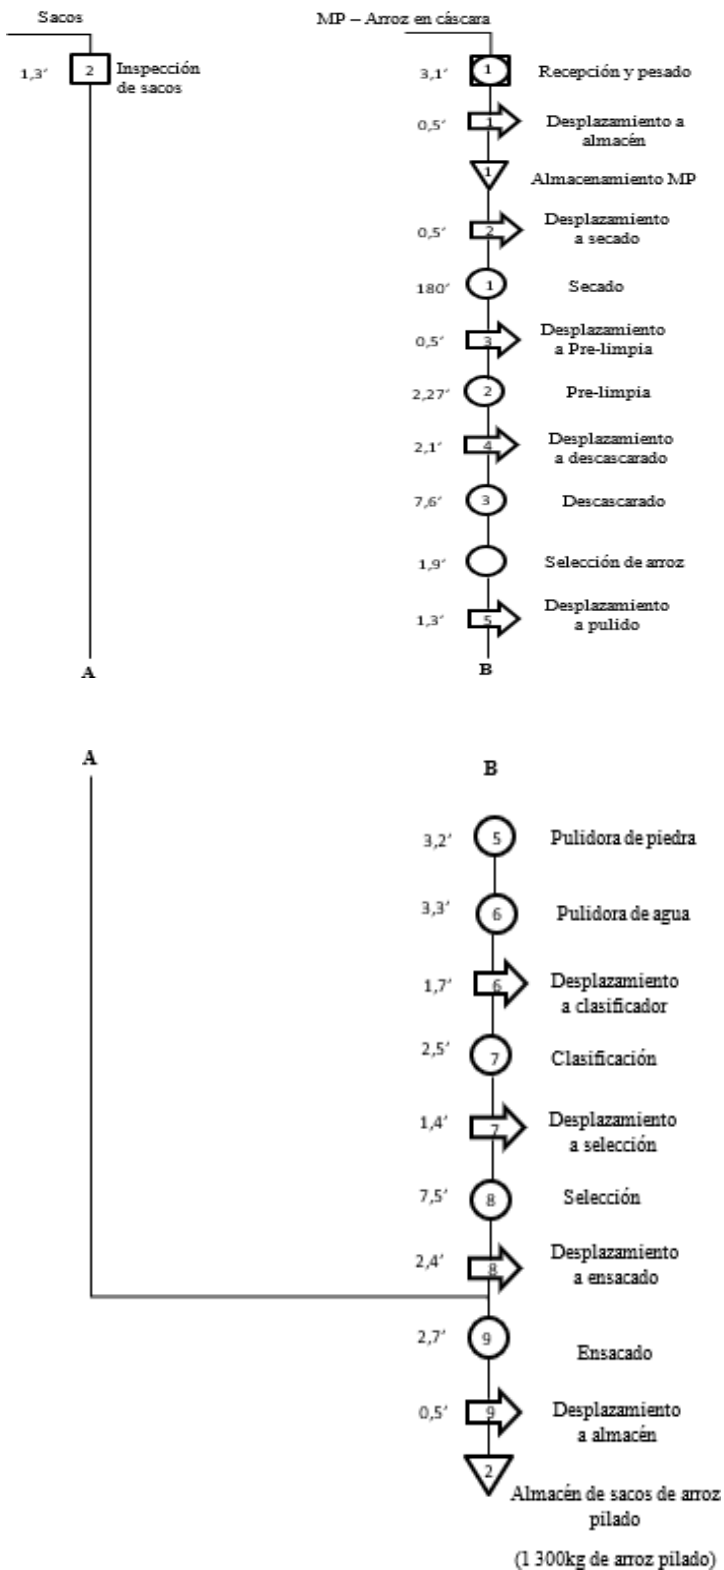 Sacos
MP – Arroz en cáscara
1,3′
2
Inspección
de sacos
3,1′
1
Recepción y pesado
0,5′
1
Desplazamiento a
almacén
1
Almacenamiento MP
0,5′
2
Desplazamiento
a secado
180′
1
Secado
0,5′
3
Desplazamiento
a Pre-limpia
2,27′
2
Pre-limpia
2,1′
4
Desplazamiento
a descascarado
7,6′
3
Descascarado
1,9′
Selección de arroz
1,3′
5
Desplazamiento
a pulido
A
B
A
B
3,2′
5
Pulidora de piedra
3,3′
6
Pulidora de agua
1,7′
6
Desplazamiento
a clasificador
2,5′
7
Clasificación
1,4′
7
Desplazamiento
a selección
7,5′
8
Selección
2,4′
8
Desplazamiento
a ensacado
2,7′
9
Ensacado
0,5′
9
Desplazamiento
a almacén
2
Almacén de sacos de arroz
pilado
(1 300kg de arroz pilado)